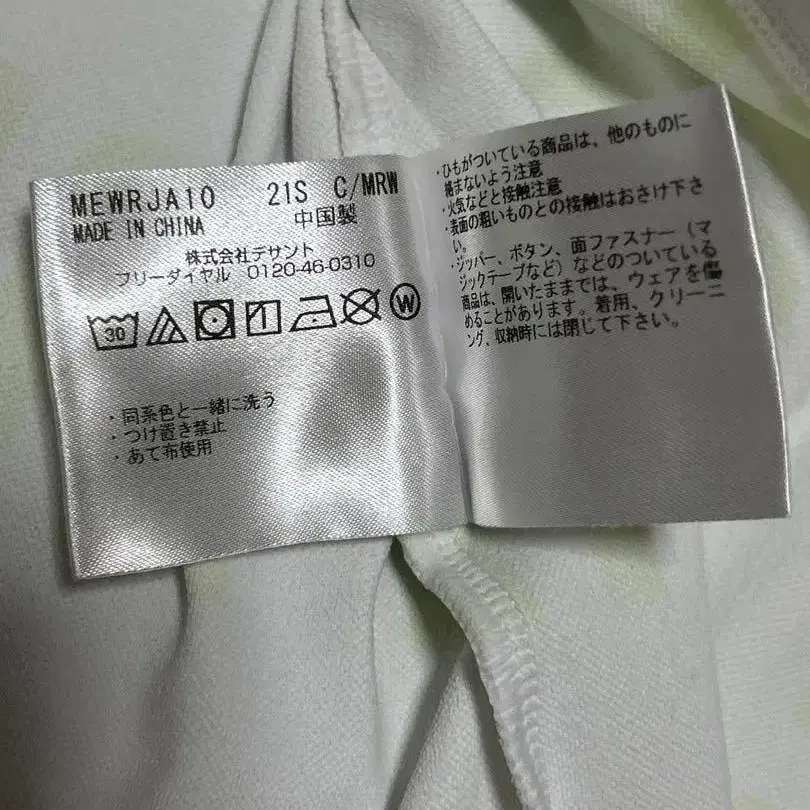 MEWRJA10 21S C/MRW
MADE IN CHINA 中国製
株式会社デサント
フリーダイヤル 0120-46-0310
30 W
・同系色と一緒に洗う
・つけ置き禁止
・あて布使用
・ひもがついている商品は、他のものに
絡まないよう注意
・火気などと接触注意
・表面の粗いものとの接触はおさけ下さ
い。
・ジッパー、ボタン、面ファスナー（マ
ジックテープなど）などのついている
商品は、開いたままでは、ウェアを傷
めることがあります。着用、クリーニ
ング、収納時には閉じて下さい。